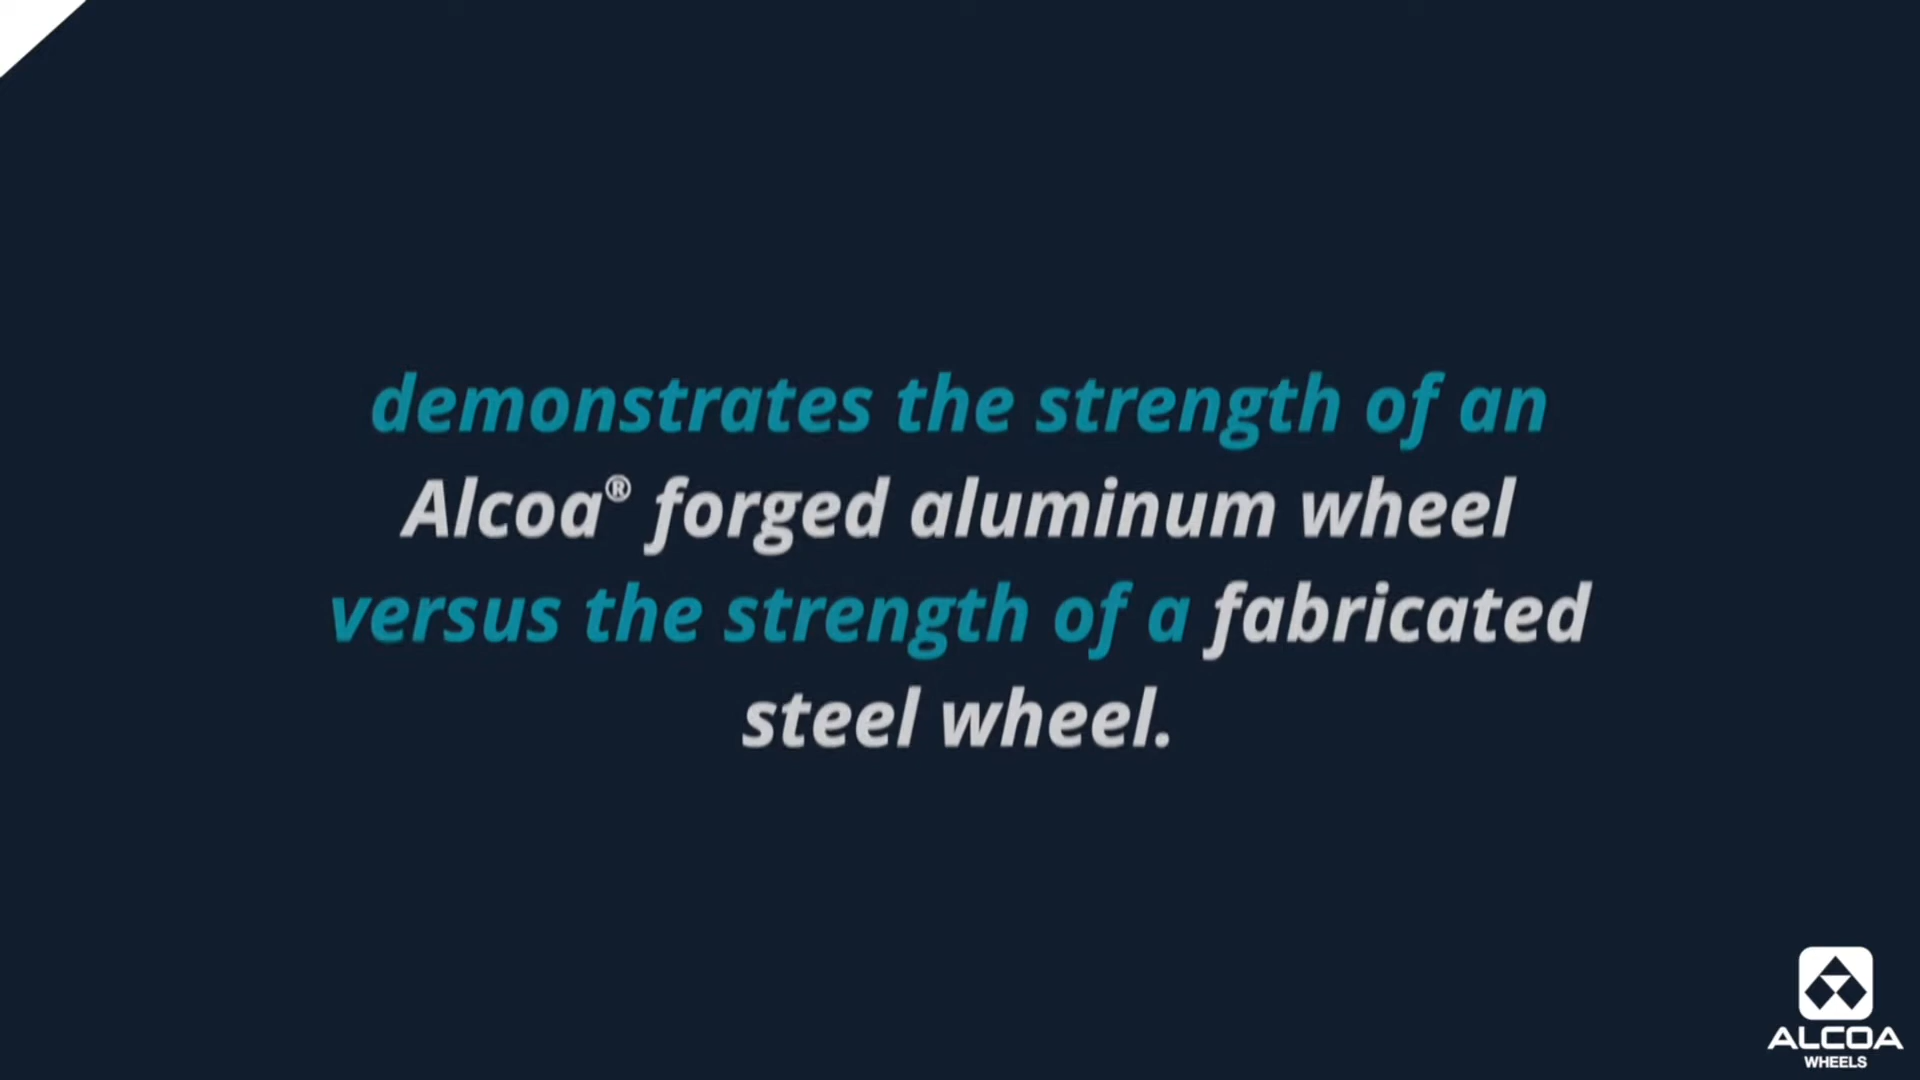 demonstrates the strength of an
Alcoa® forged aluminum wheel
versus the strength of a fabricated
steel wheel.
ALCOA
WHEELS